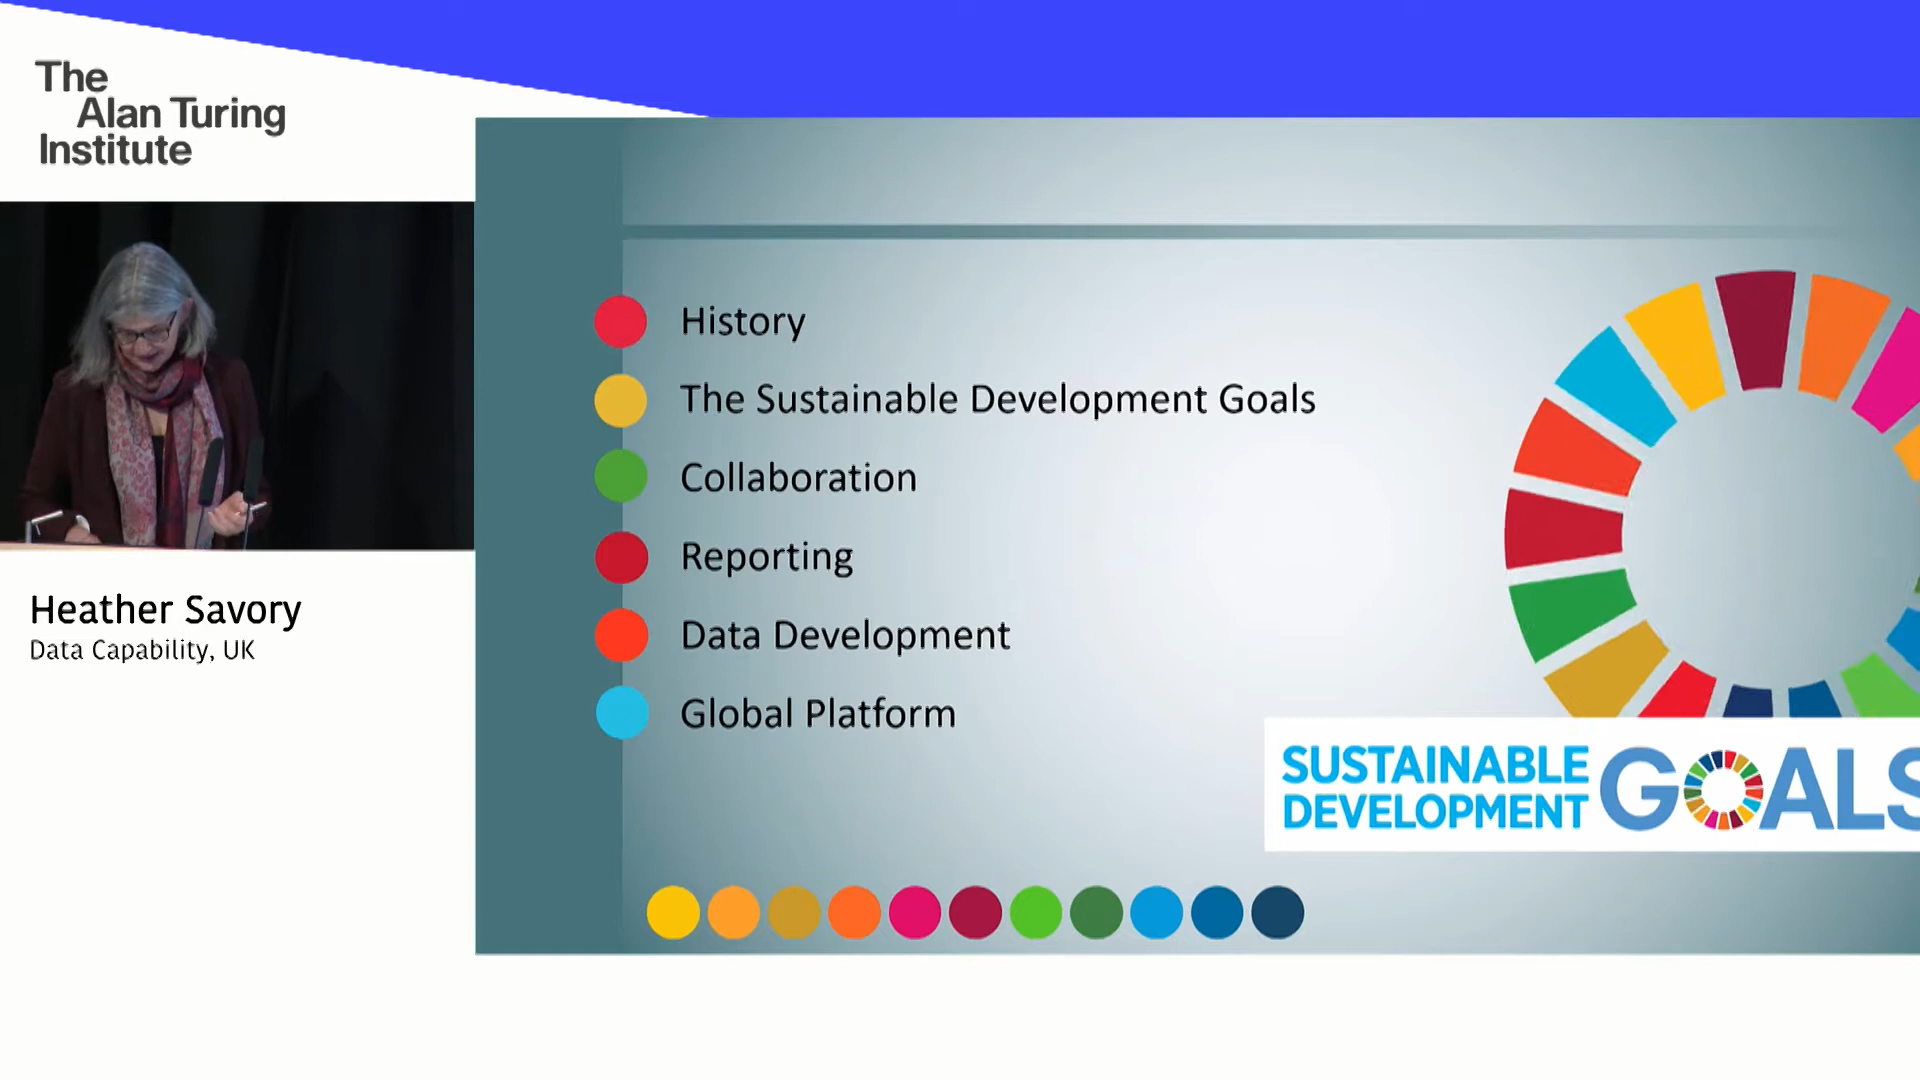 The
Alan Turing
Institute
Heather Savory
Data Capability, UK
History
The Sustainable Development Goals
Collaboration
Reporting
Data Development
Global Platform
SUSTAINABLE
DEVELOPMENT
GOALS